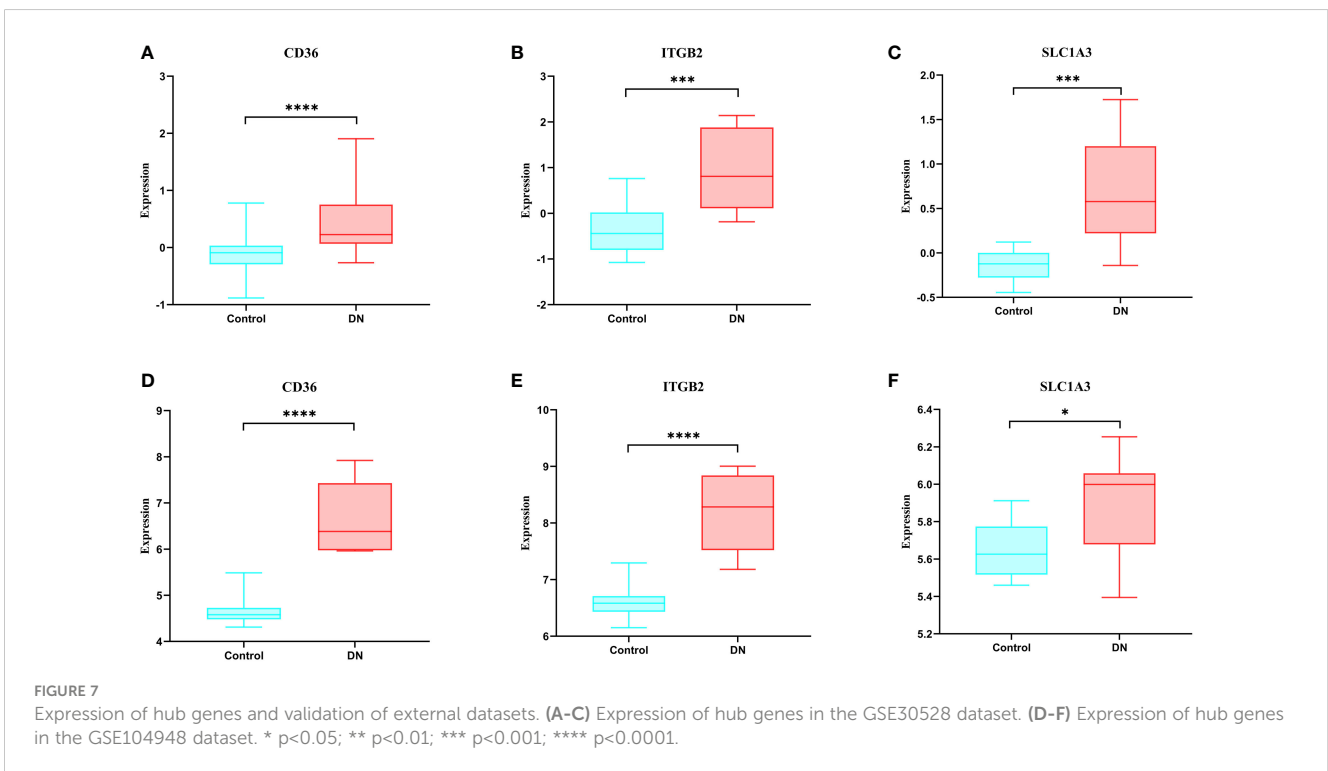 A
CD36
****
3
2
1
0
-1
Expression
Control DN
B
ITGB2
***
3
2
1
0
-1
-2
Expression
Control DN
C
SLC1A3
***
2.0
1.5
1.0
0.5
0.0
-0.5
Expression
Control DN
D
CD36
****
9
8
7
6
5
4
Expression
Control DN
E
ITGB2
****
10
9
8
7
6
Expression
Control DN
F
SLC1A3
*
6.4
6.2
6.0
5.8
5.6
5.4
5.2
Expression
Control DN
FIGURE 7
Expression of hub genes and validation of external datasets. (A-C) Expression of hub genes in the GSE30528 dataset. (D-F) Expression of hub genes
in the GSE104948 dataset. * p<0.05; ** p<0.01; *** p<0.001; **** p<0.0001.